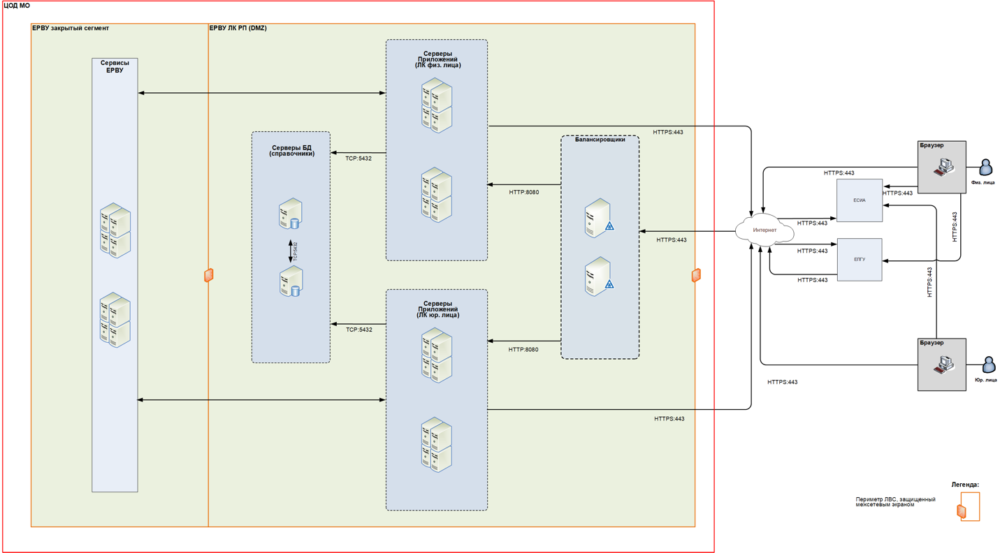 ЦОД МО
ЕРВУ закрытый сегмент
ЕРВУ ЛК РП (DMZ)
Сервисы
ЕРВУ
Серверы
Приложений
(ЛК физ. лица)
Серверы БД
(справочники)
TCP:5432
TCP:5432
TCP:5432
Серверы
Приложений
(ЛК юр. лица)
Балансировщики
HTTP:8080
HTTP:8080
HTTPS:443
HTTPS:443
HTTPS:443
Интернет
HTTPS:443
HTTPS:443
HTTPS:443
HTTPS:443
HTTPS:443
HTTPS:443
HTTPS:443
HTTPS:443
ЕСИА
ЕПГУ
Браузер
Физ. лица
Браузер
Юр. лица
Легенда:
Периметр ЛВС, защищенный
межсетевым экраном